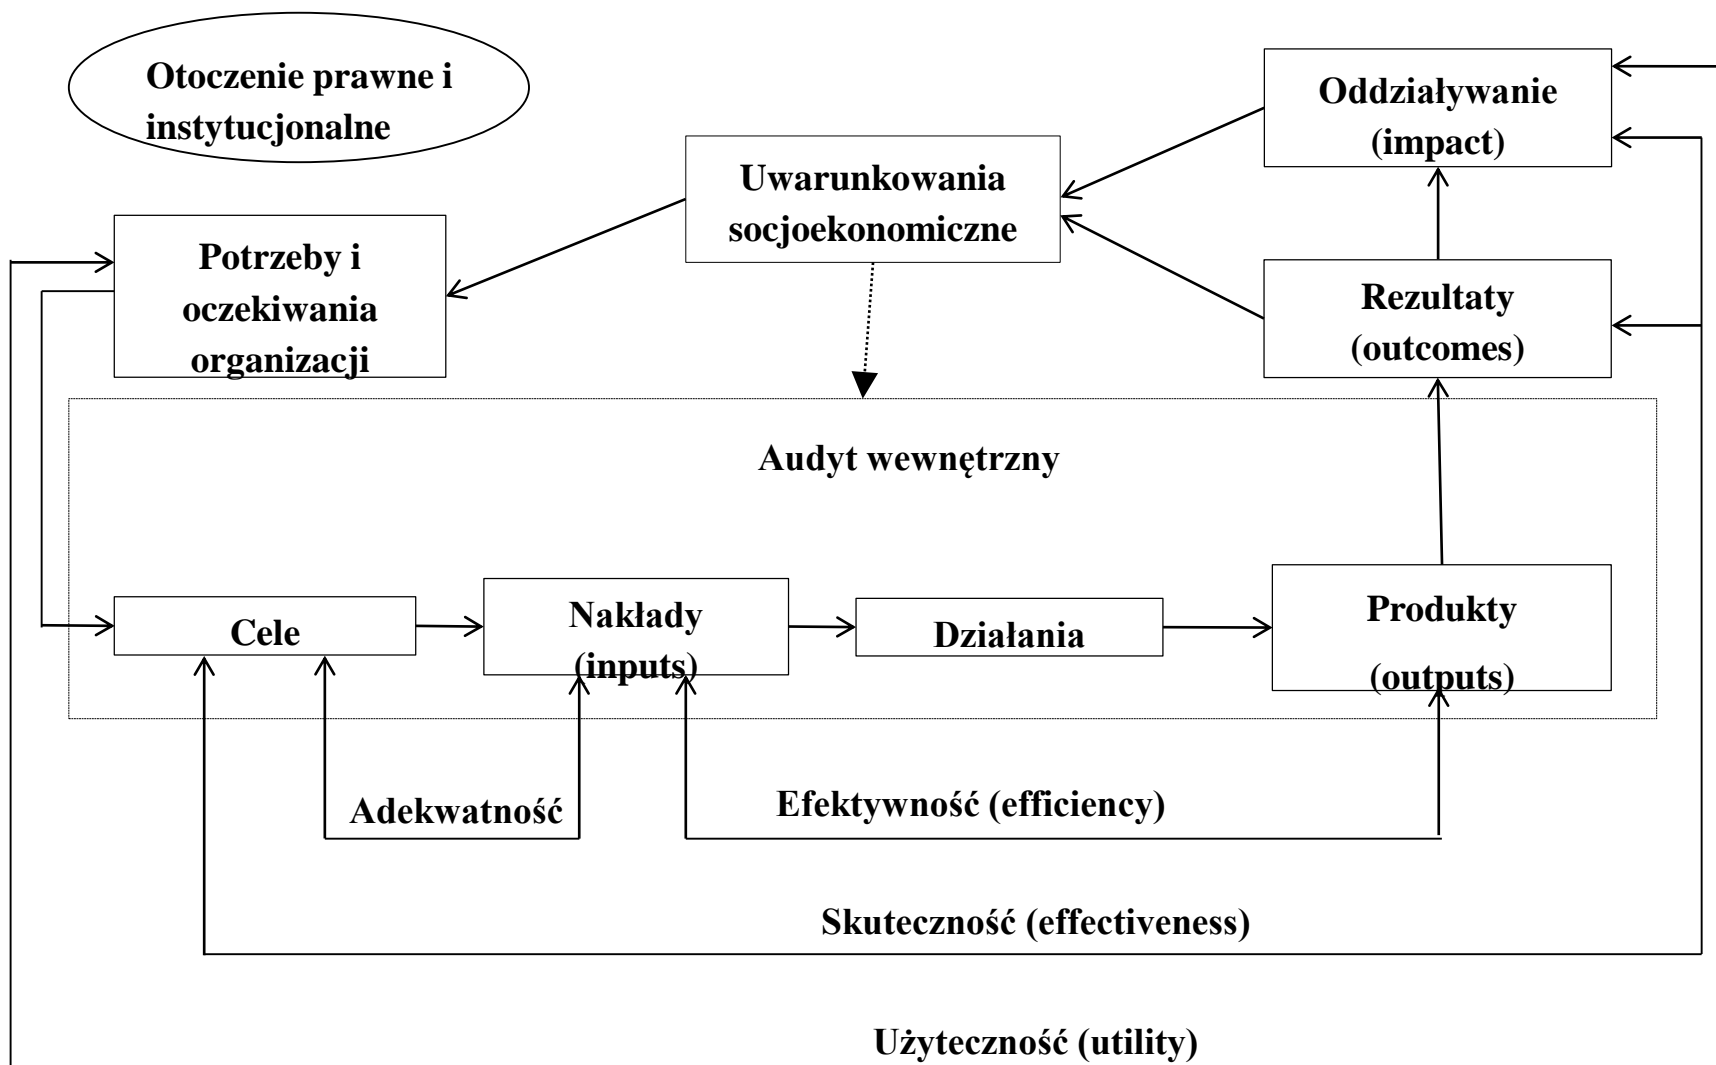 Otoczenie prawne i
instytucjonalne
Oddziaływanie
(impact)
Uwarunkowania
socjoekonomiczne
Potrzeby i
oczekiwania
organizacji
Rezultaty
(outcomes)
Audyt wewnętrzny
Cele
Nakłady
(inputs)
Działania
Produkty
(outputs)
Adekwatność
Efektywność (efficiency)
Skuteczność (effectiveness)
Użyteczność (utility)